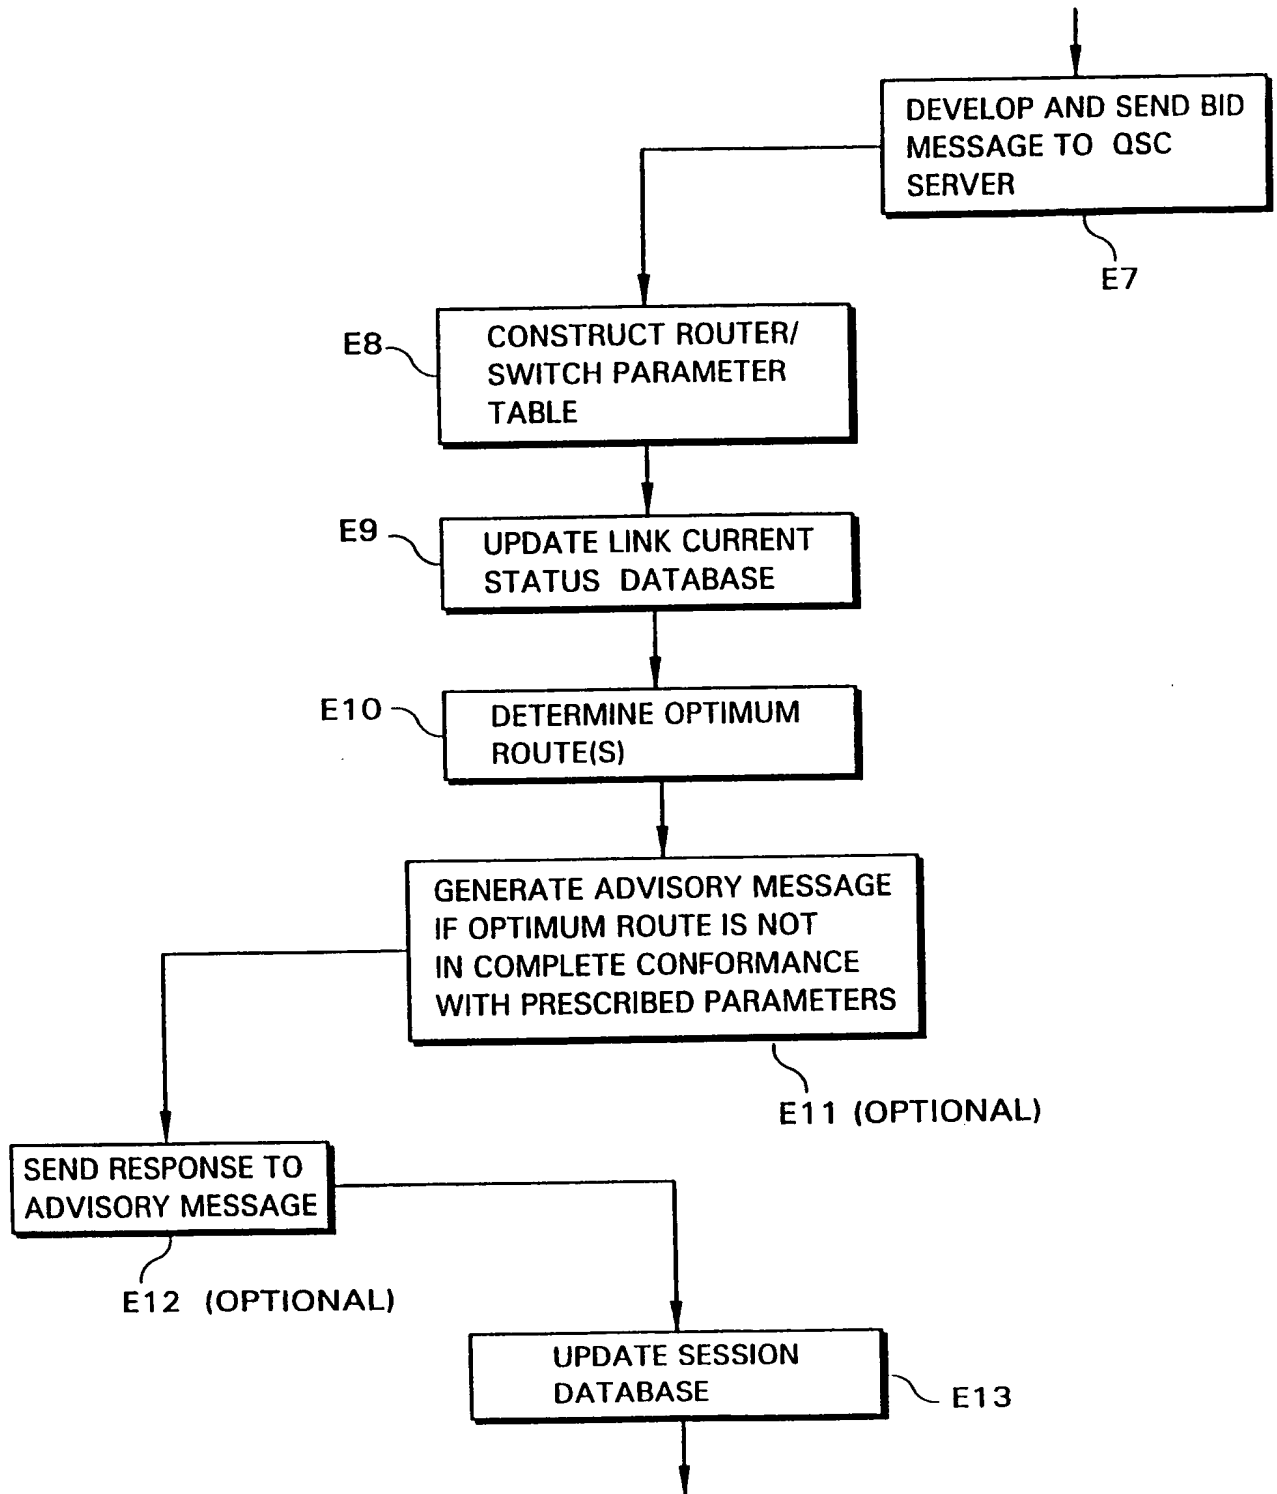 DEVELOP AND SEND BID
MESSAGE TO QSC
SERVER
E7
E8
CONSTRUCT ROUTER/
SWITCH PARAMETER
TABLE
E9
UPDATE LINK CURRENT
STATUS DATABASE
E10
DETERMINE OPTIMUM
ROUTE(S)
GENERATE ADVISORY MESSAGE
IF OPTIMUM ROUTE IS NOT
IN COMPLETE CONFORMANCE
WITH PRESCRIBED PARAMETERS
E11 (OPTIONAL)
SEND RESPONSE TO
ADVISORY MESSAGE
E12 (OPTIONAL)
UPDATE SESSION
DATABASE
E13